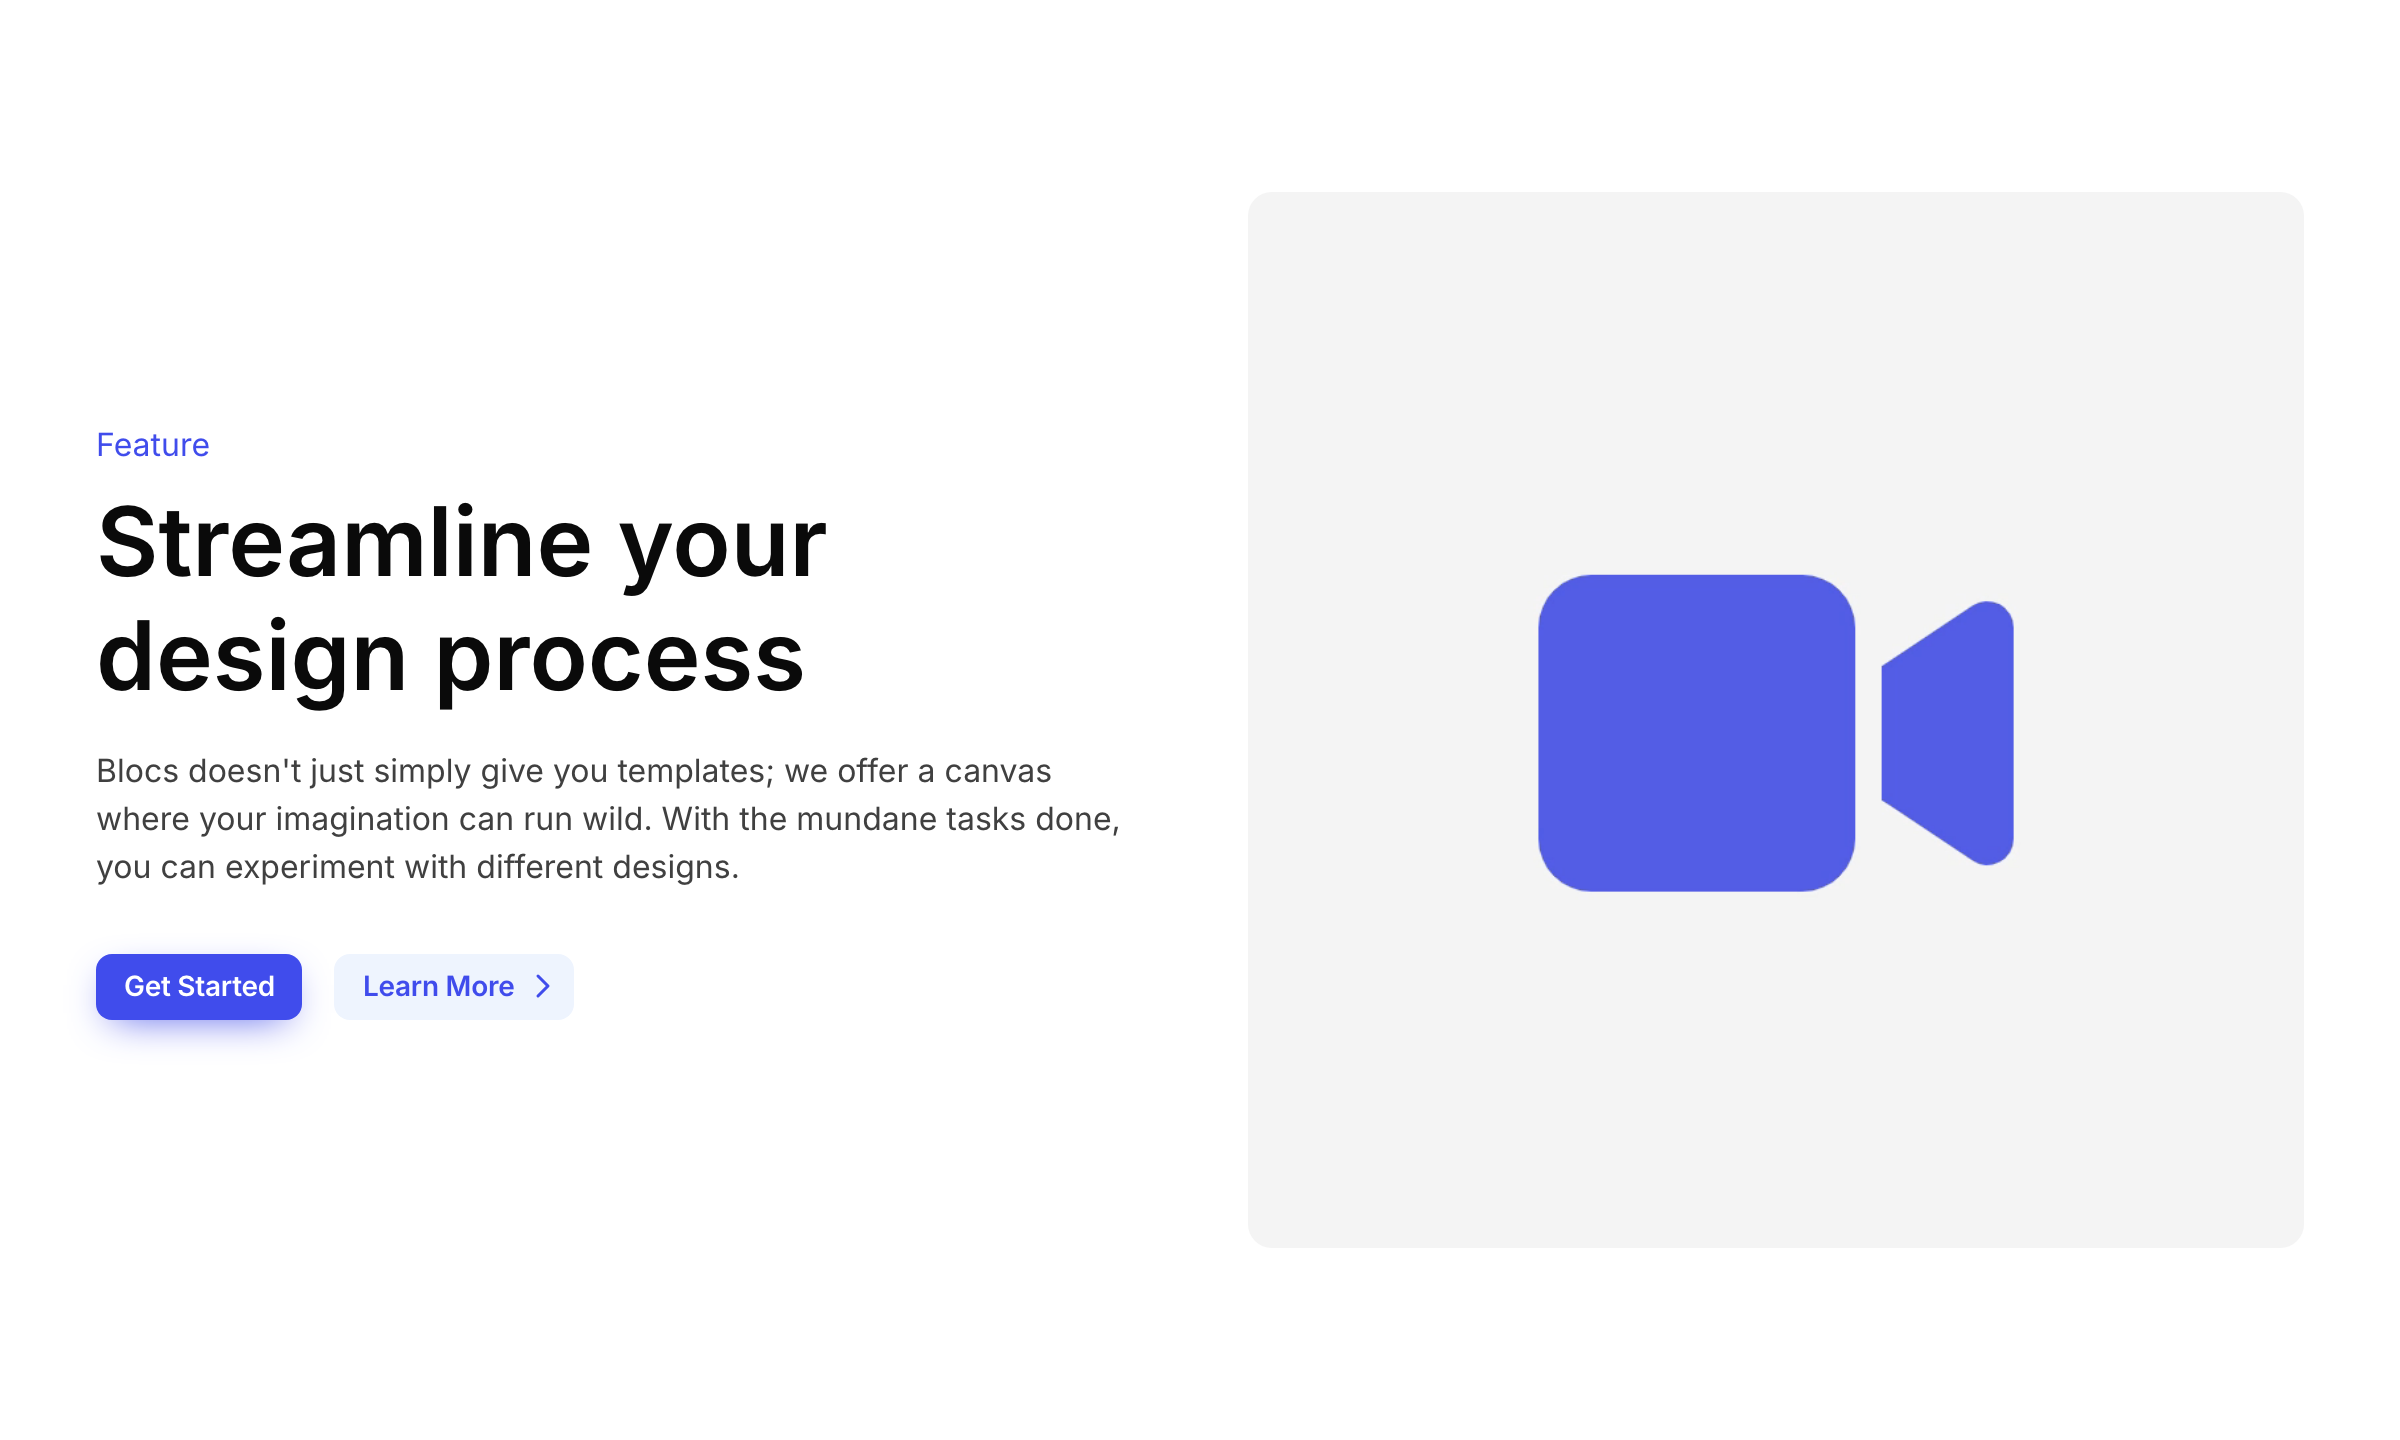 Feature
Streamline your
design process
Blocs doesn't just simply give you templates; we offer a canvas
where your imagination can run wild. With the mundane tasks done,
you can experiment with different designs.
Get Started
Learn More